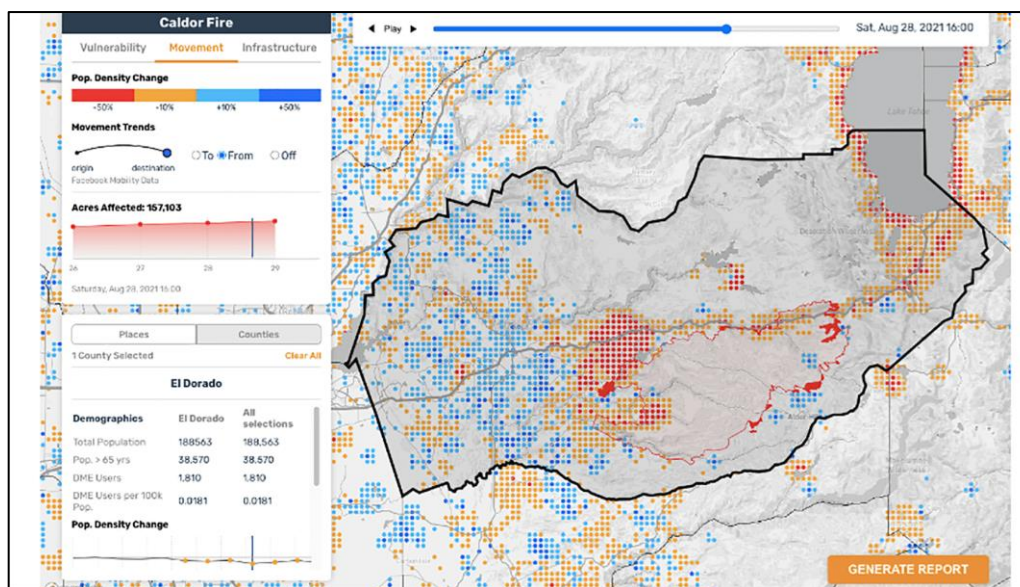 Caldor Fire
Vulnerability Movement Infrastructure
Pop. Density Change
-50% -10% +10% +50%
Movement Trends
To From Off
origin destination
Facebook Mobility Data
Acres Affected: 157,103
26 27 28 29
Saturday, Aug 28, 2021 16:00
Places Counties
1 County Selected Clear All
El Dorado
Demographics El Dorado All selections
Total Population 188563 188,563
Pop. > 65 yrs 38,570 38,570
DME Users 1,810 1,810
DME Users per 100k Pop. 0.0181 0.0181
Pop. Density Change
Play Sat, Aug 28, 2021 16:00
Lake Tahoe
GENERATE REPORT